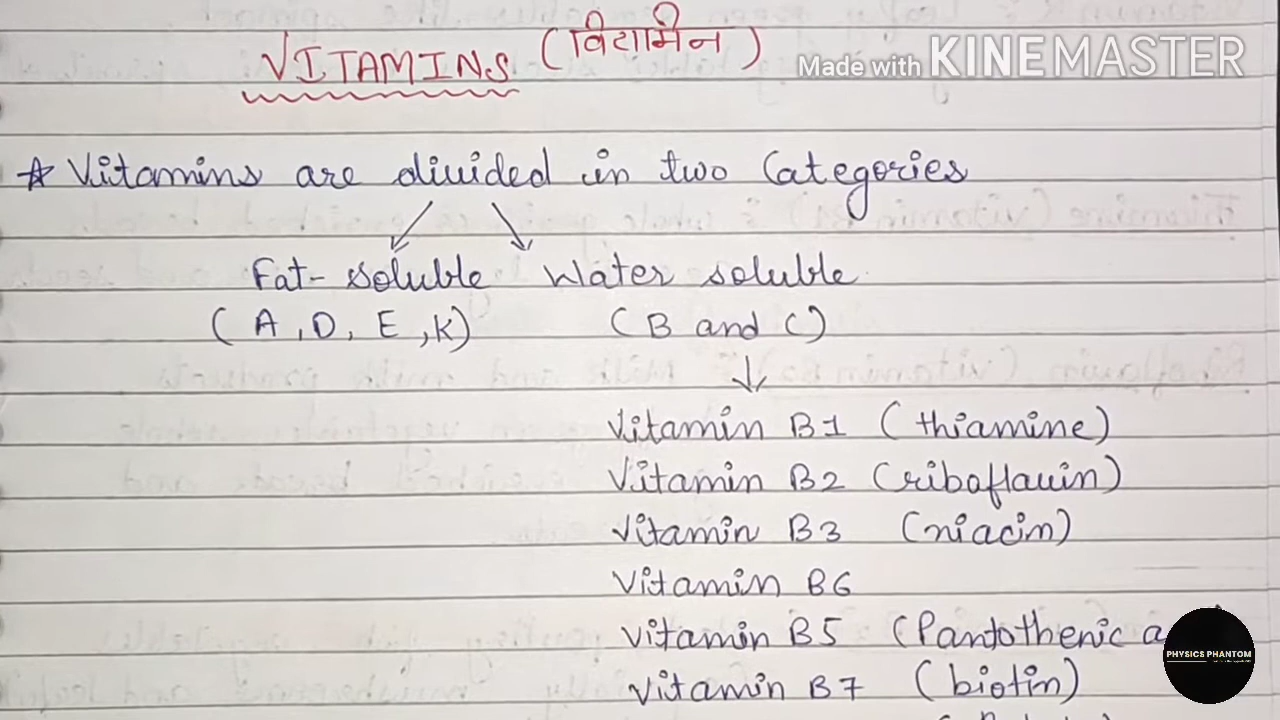 VITAMINS (विटामिन)
Made with KINEMASTER
☆ Vitamins are divided in two Categories
Fat-soluble Water soluble
(A, D, E, K) (B and C)
Vitamin B1 (thiamine)
Vitamin B2 (riboflavin)
Vitamin B3 (niacin)
Vitamin B6
Vitamin B5 (Pantothenic a
PHYSICS PHANTOM
Vitamin B7 (biotin)